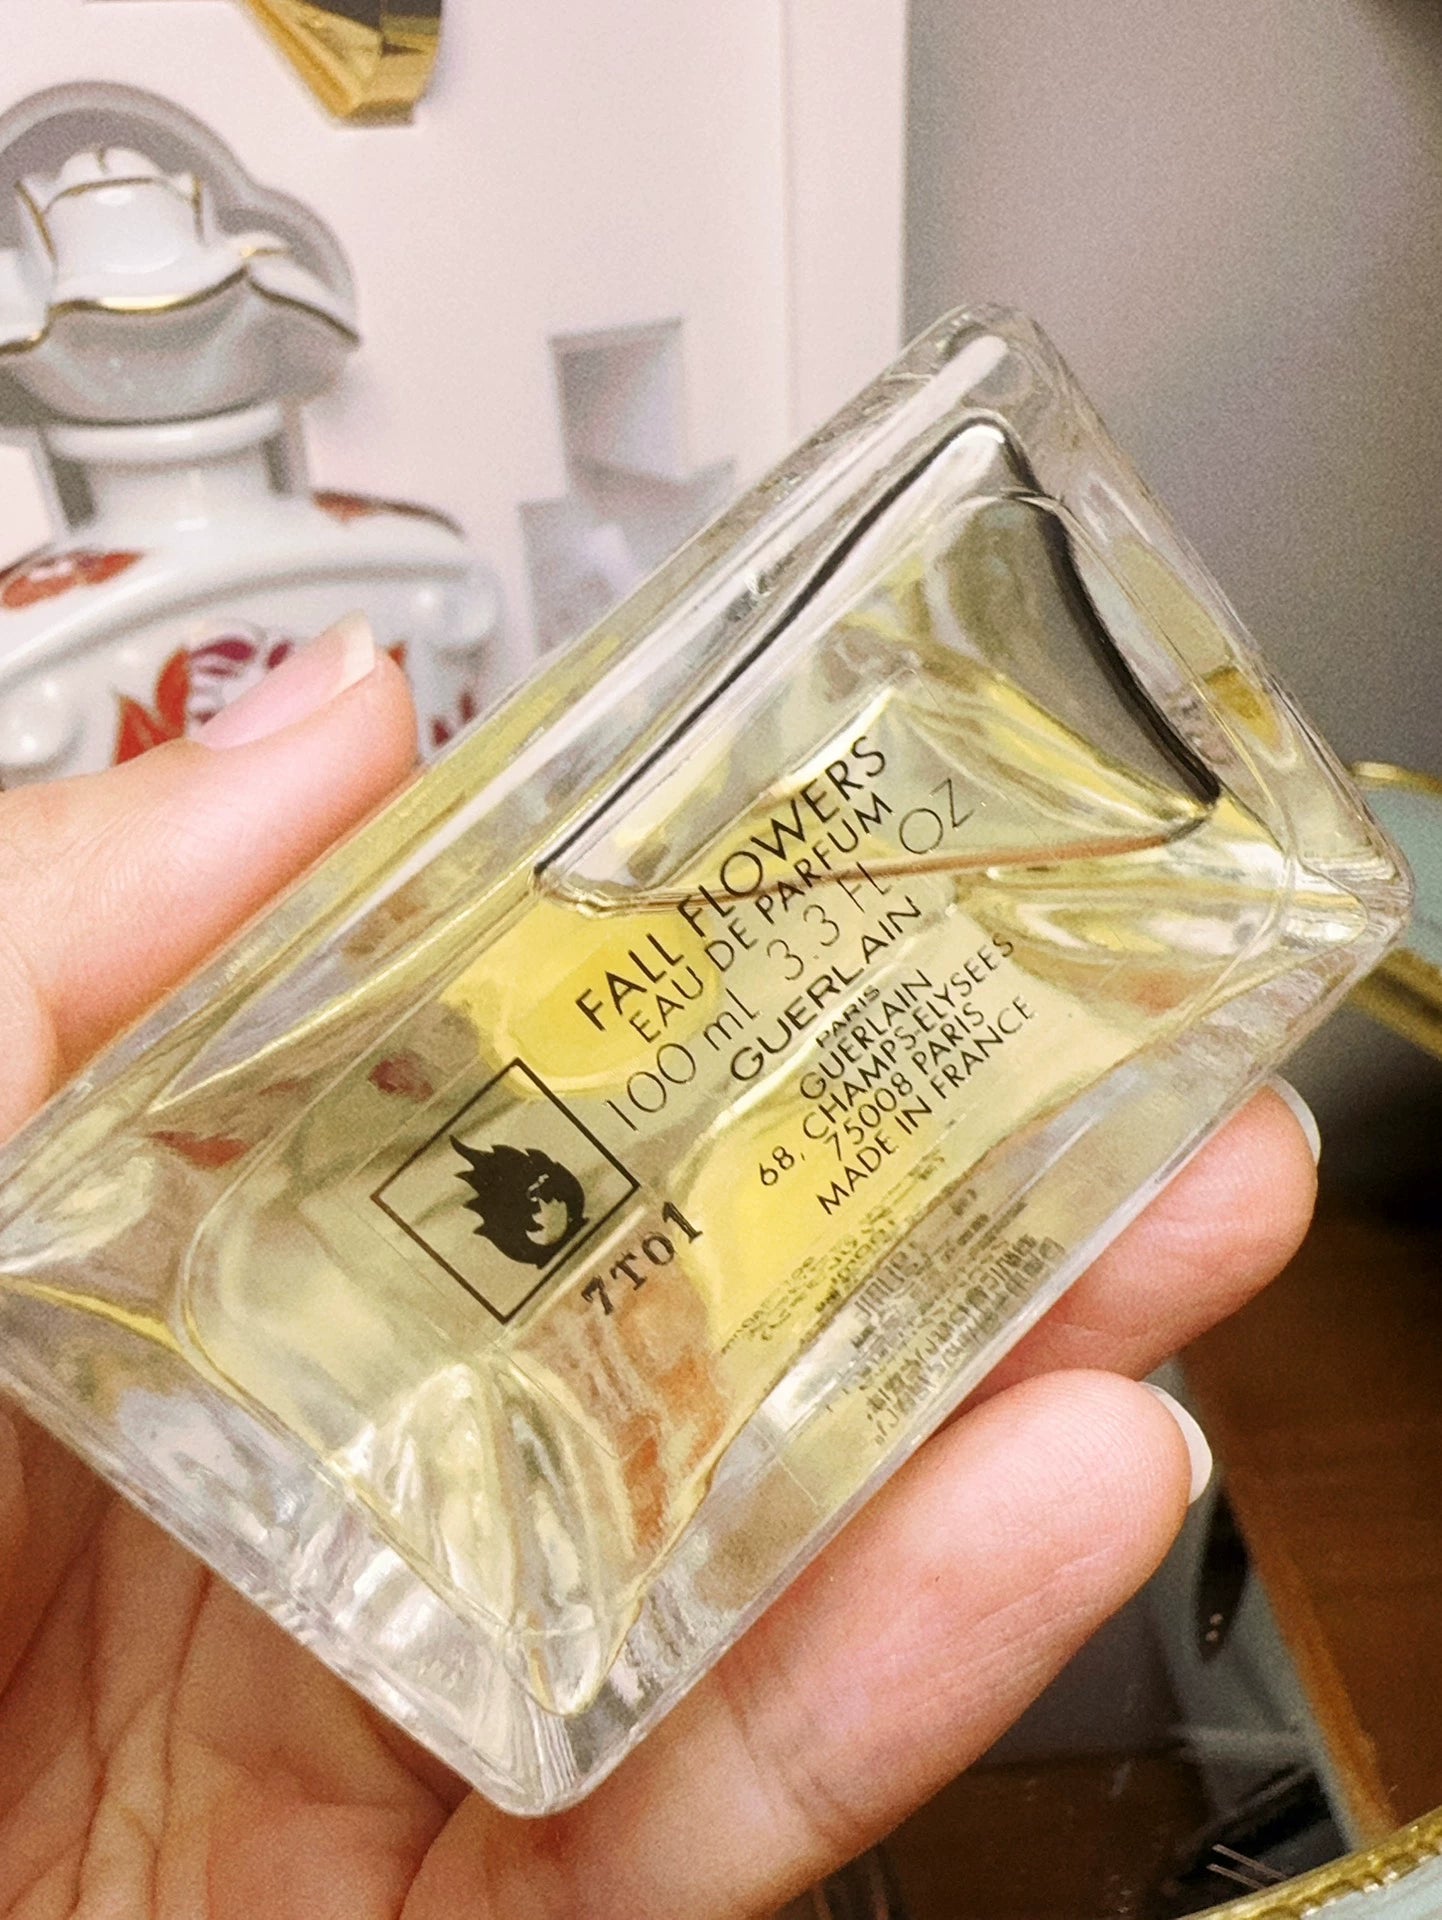 FALL FLOWERS
EAU DE PARFUM
100 ml 3.3 FL OZ
GUERLAIN
PARIS
GUERLAIN
68, CHAMPS-ELYSEES
75008 PARIS
MADE IN FRANCE
7T01